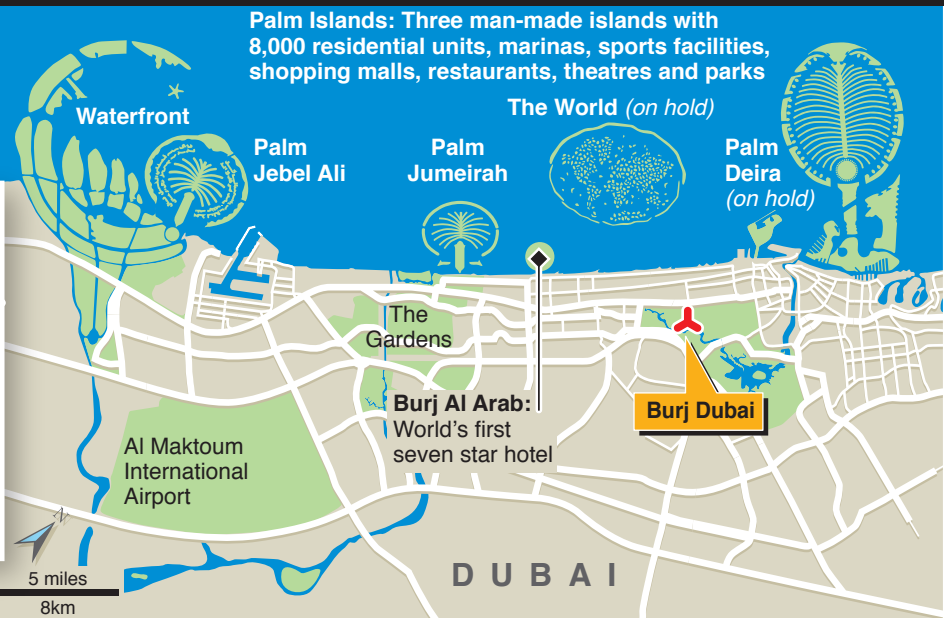 Palm Islands: Three man-made islands with
8,000 residential units, marinas, sports facilities,
shopping malls, restaurants, theatres and parks
Waterfront
The World (on hold)
Palm
Jebel Ali
Palm
Jumeirah
Palm
Deira
(on hold)
The
Gardens
Burj Al Arab:
World's first
seven star hotel
Burj Dubai
Al Maktoum
International
Airport
N
5 miles
8km
DUBAI